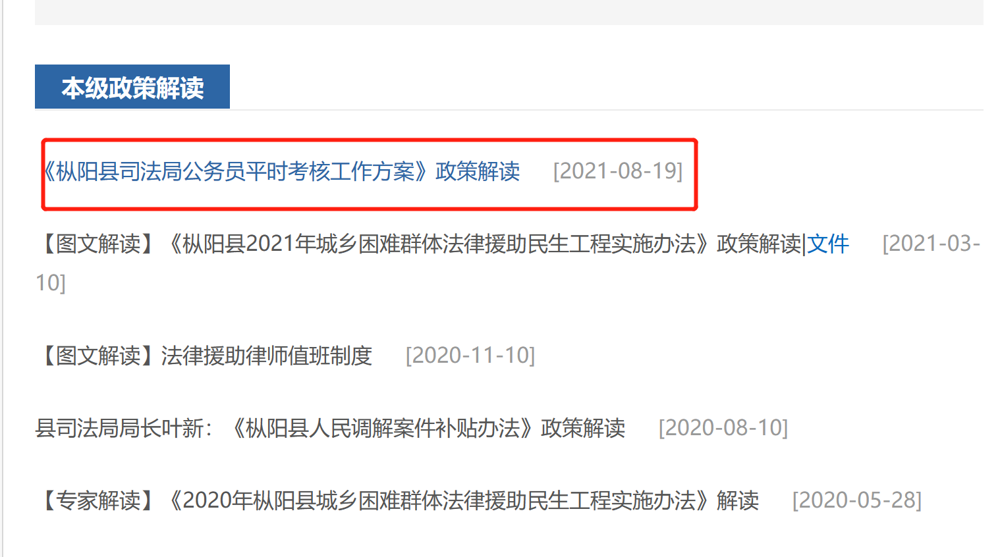 本级政策解读
《枞阳县司法局公务员平时考核工作方案》政策解读 [2021-08-19]
【图文解读】《枞阳县2021年城乡困难群体法律援助民生工程实施办法》政策解读|文件 [2021-03-
10]
【图文解读】法律援助律师值班制度 [2020-11-10]
县司法局局长叶新：《枞阳县人民调解案件补贴办法》政策解读 [2020-08-10]
【专家解读】《2020年枞阳县城乡困难群体法律援助民生工程实施办法》解读 [2020-05-28]